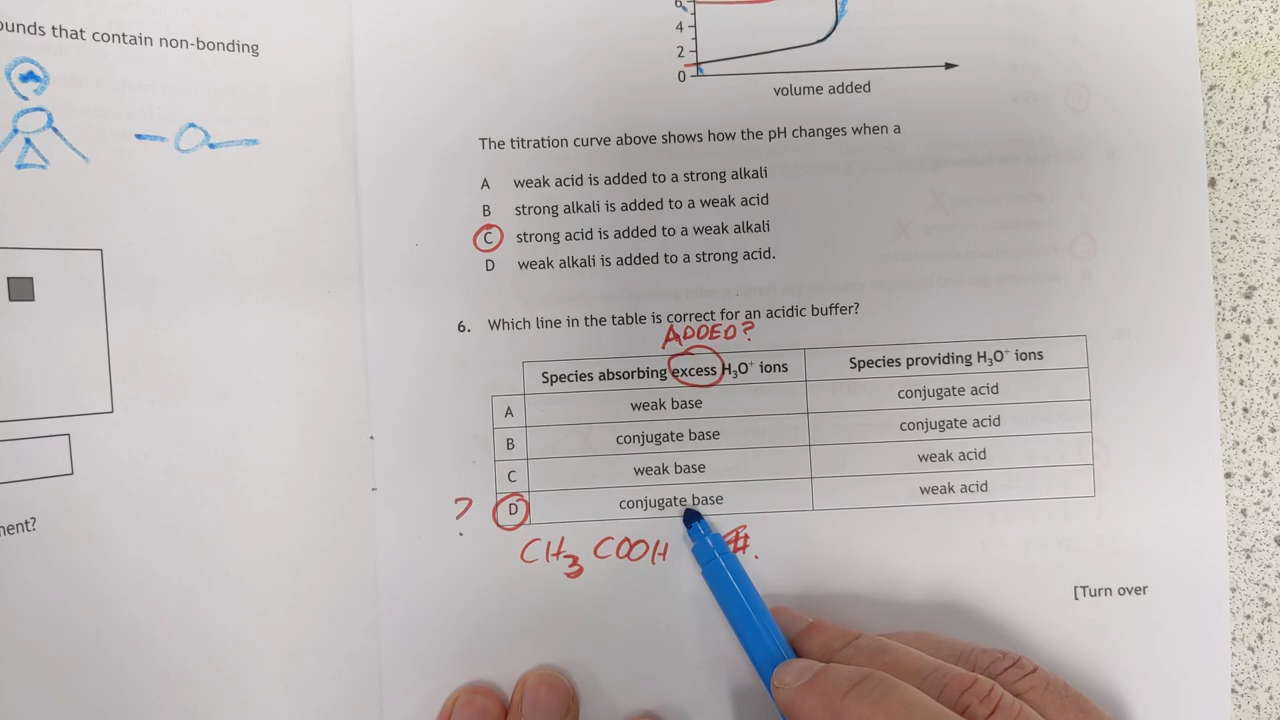 ounds that contain non-bonding
ment?
6
4
2
0
volume added
The titration curve above shows how the pH changes when a
A weak acid is added to a strong alkali
B strong alkali is added to a weak acid
C strong acid is added to a weak alkali
D weak alkali is added to a strong acid.
6. Which line in the table is correct for an acidic buffer?
ADDED?
Species absorbing excess H₃O⁺ ions Species providing H₃O⁺ ions
A weak base conjugate acid
B conjugate base conjugate acid
C weak base weak acid
? D conjugate base weak acid
CH₃COOH
[Turn over